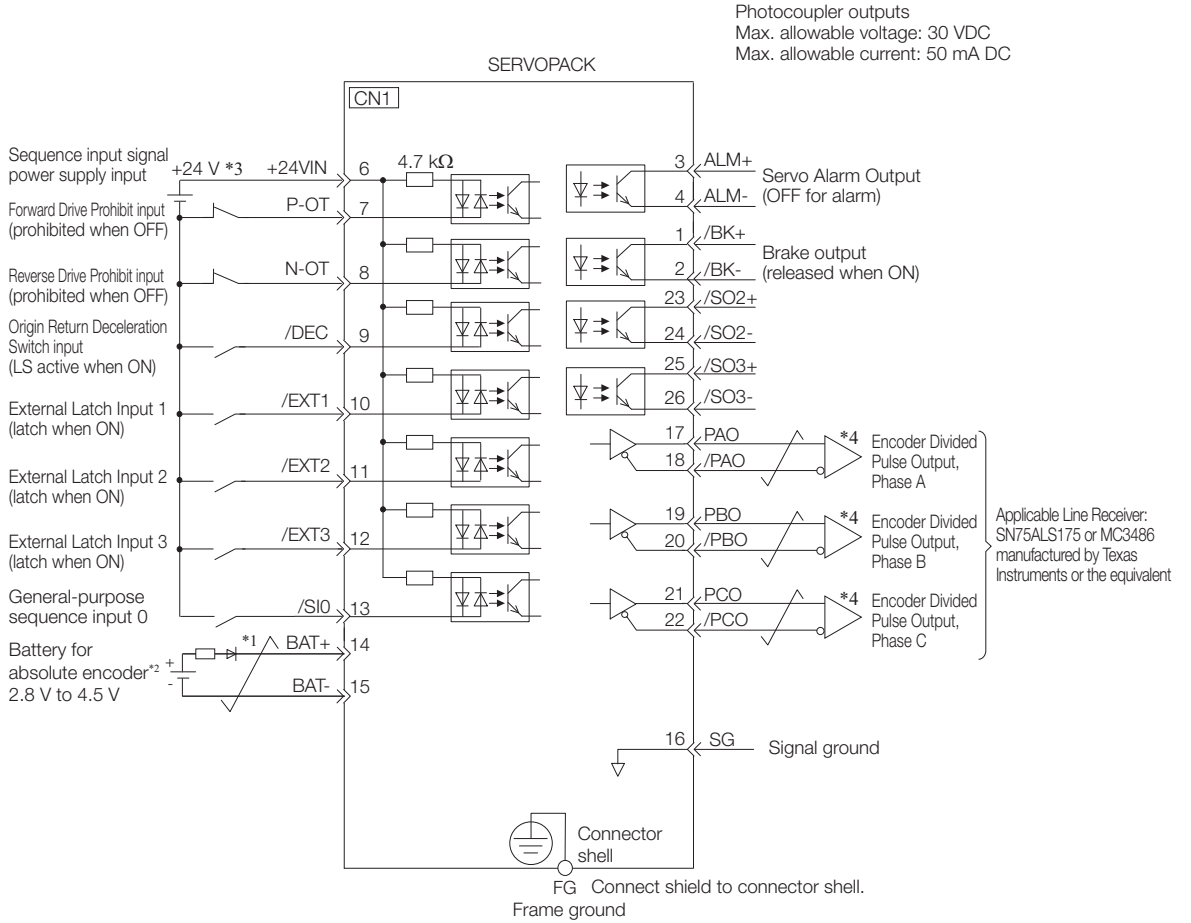 Photocoupler outputs
Max. allowable voltage: 30 VDC
Max. allowable current: 50 mA DC
SERVOPACK
CN1
Sequence input signal
power supply input
+24 V *3
+24VIN
6
4.7 kΩ
Forward Drive Prohibit input
(prohibited when OFF)
P-OT
7
Reverse Drive Prohibit input
(prohibited when OFF)
N-OT
8
Origin Return Deceleration
Switch input
(LS active when ON)
/DEC
9
External Latch Input 1
(latch when ON)
/EXT1
10
External Latch Input 2
(latch when ON)
/EXT2
11
External Latch Input 3
(latch when ON)
/EXT3
12
General-purpose
sequence input 0
/SI0
13
Battery for
absolute encoder*2
2.8 V to 4.5 V
+
-
*1
BAT+
14
BAT-
15
3
ALM+
4
ALM-
Servo Alarm Output
(OFF for alarm)
1
/BK+
2
/BK-
Brake output
(released when ON)
23
/SO2+
24
/SO2-
25
/SO3+
26
/SO3-
17
PAO
18
/PAO
*4
Encoder Divided
Pulse Output,
Phase A
19
PBO
20
/PBO
*4
Encoder Divided
Pulse Output,
Phase B
21
PCO
22
/PCO
*4
Encoder Divided
Pulse Output,
Phase C
Applicable Line Receiver:
SN75ALS175 or MC3486
manufactured by Texas
Instruments or the equivalent
16
SG
Signal ground
Connector
shell
FG
Connect shield to connector shell.
Frame ground